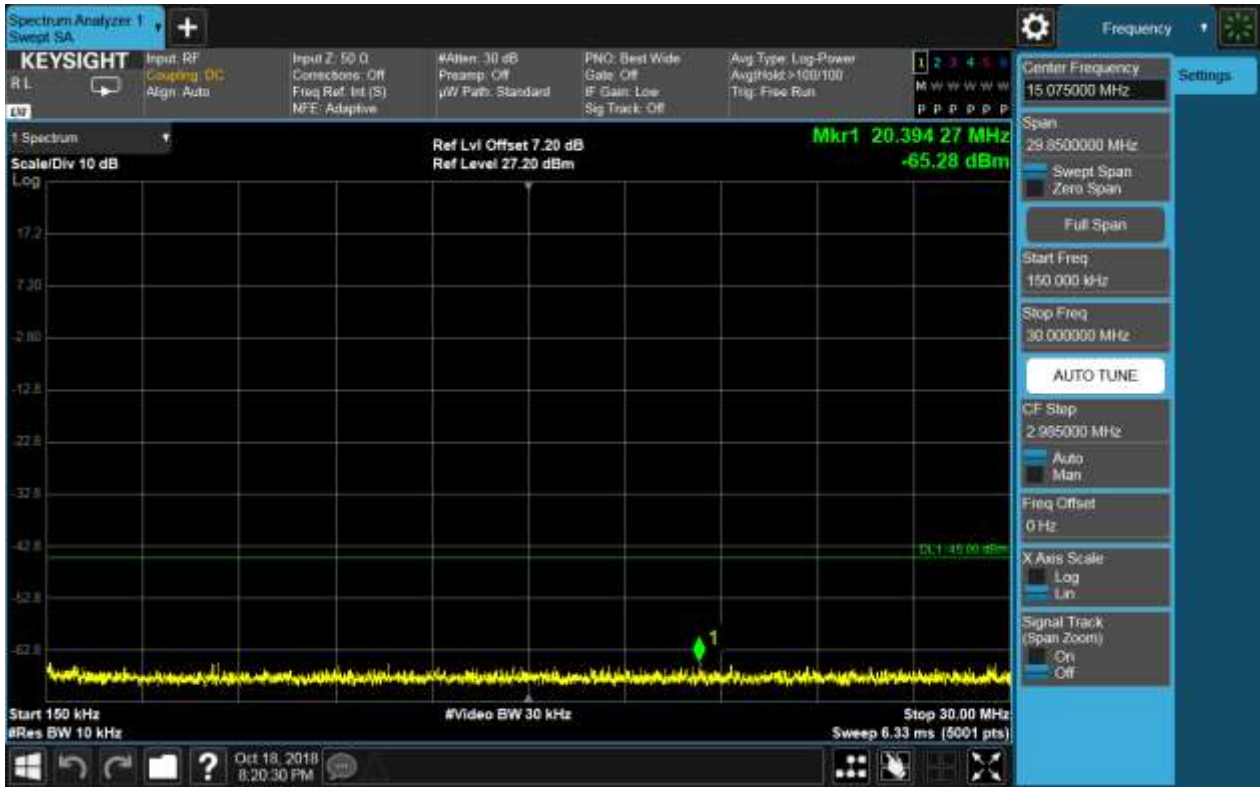 Spectrum Analyzer 1
Swept SA
Frequency
KEYSIGHT
R L
Input: RF
Coupling: DC
Align: Auto
Input Z: 50 Ω
Corrections: Off
Freq Ref: Int (S)
NFE: Adaptive
#Atten: 30 dB
Preamp: Off
µW Path: Standard
PNO: Best Wide
Gate: Off
IF Gain: Low
Sig Track: Off
Avg Type: Log-Power
Avg|Hold:>100/100
Trig: Free Run
1 2 3 4 5 6
M W W W W W
P P P P P P
1 Spectrum
Scale/Div 10 dB
Log
Ref Lvl Offset 7.20 dB
Ref Level 27.20 dBm
Mkr1 20.394 27 MHz
-65.28 dBm
17.2
7.20
-2.80
-12.8
-22.8
-32.8
-42.8
DL1 -45.00 dBm
-52.8
-62.8
1
Start 150 kHz
#Res BW 10 kHz
#Video BW 30 kHz
Stop 30.00 MHz
Sweep 6.33 ms (5001 pts)
Oct 18, 2018
8:20:30 PM
Center Frequency
15.075000 MHz
Settings
Span
29.8500000 MHz
Swept Span
Zero Span
Full Span
Start Freq
150.000 kHz
Stop Freq
30.000000 MHz
AUTO TUNE
CF Step
2.985000 MHz
Auto
Man
Freq Offset
0 Hz
X Axis Scale
Log
Lin
Signal Track
(Span Zoom)
On
Off